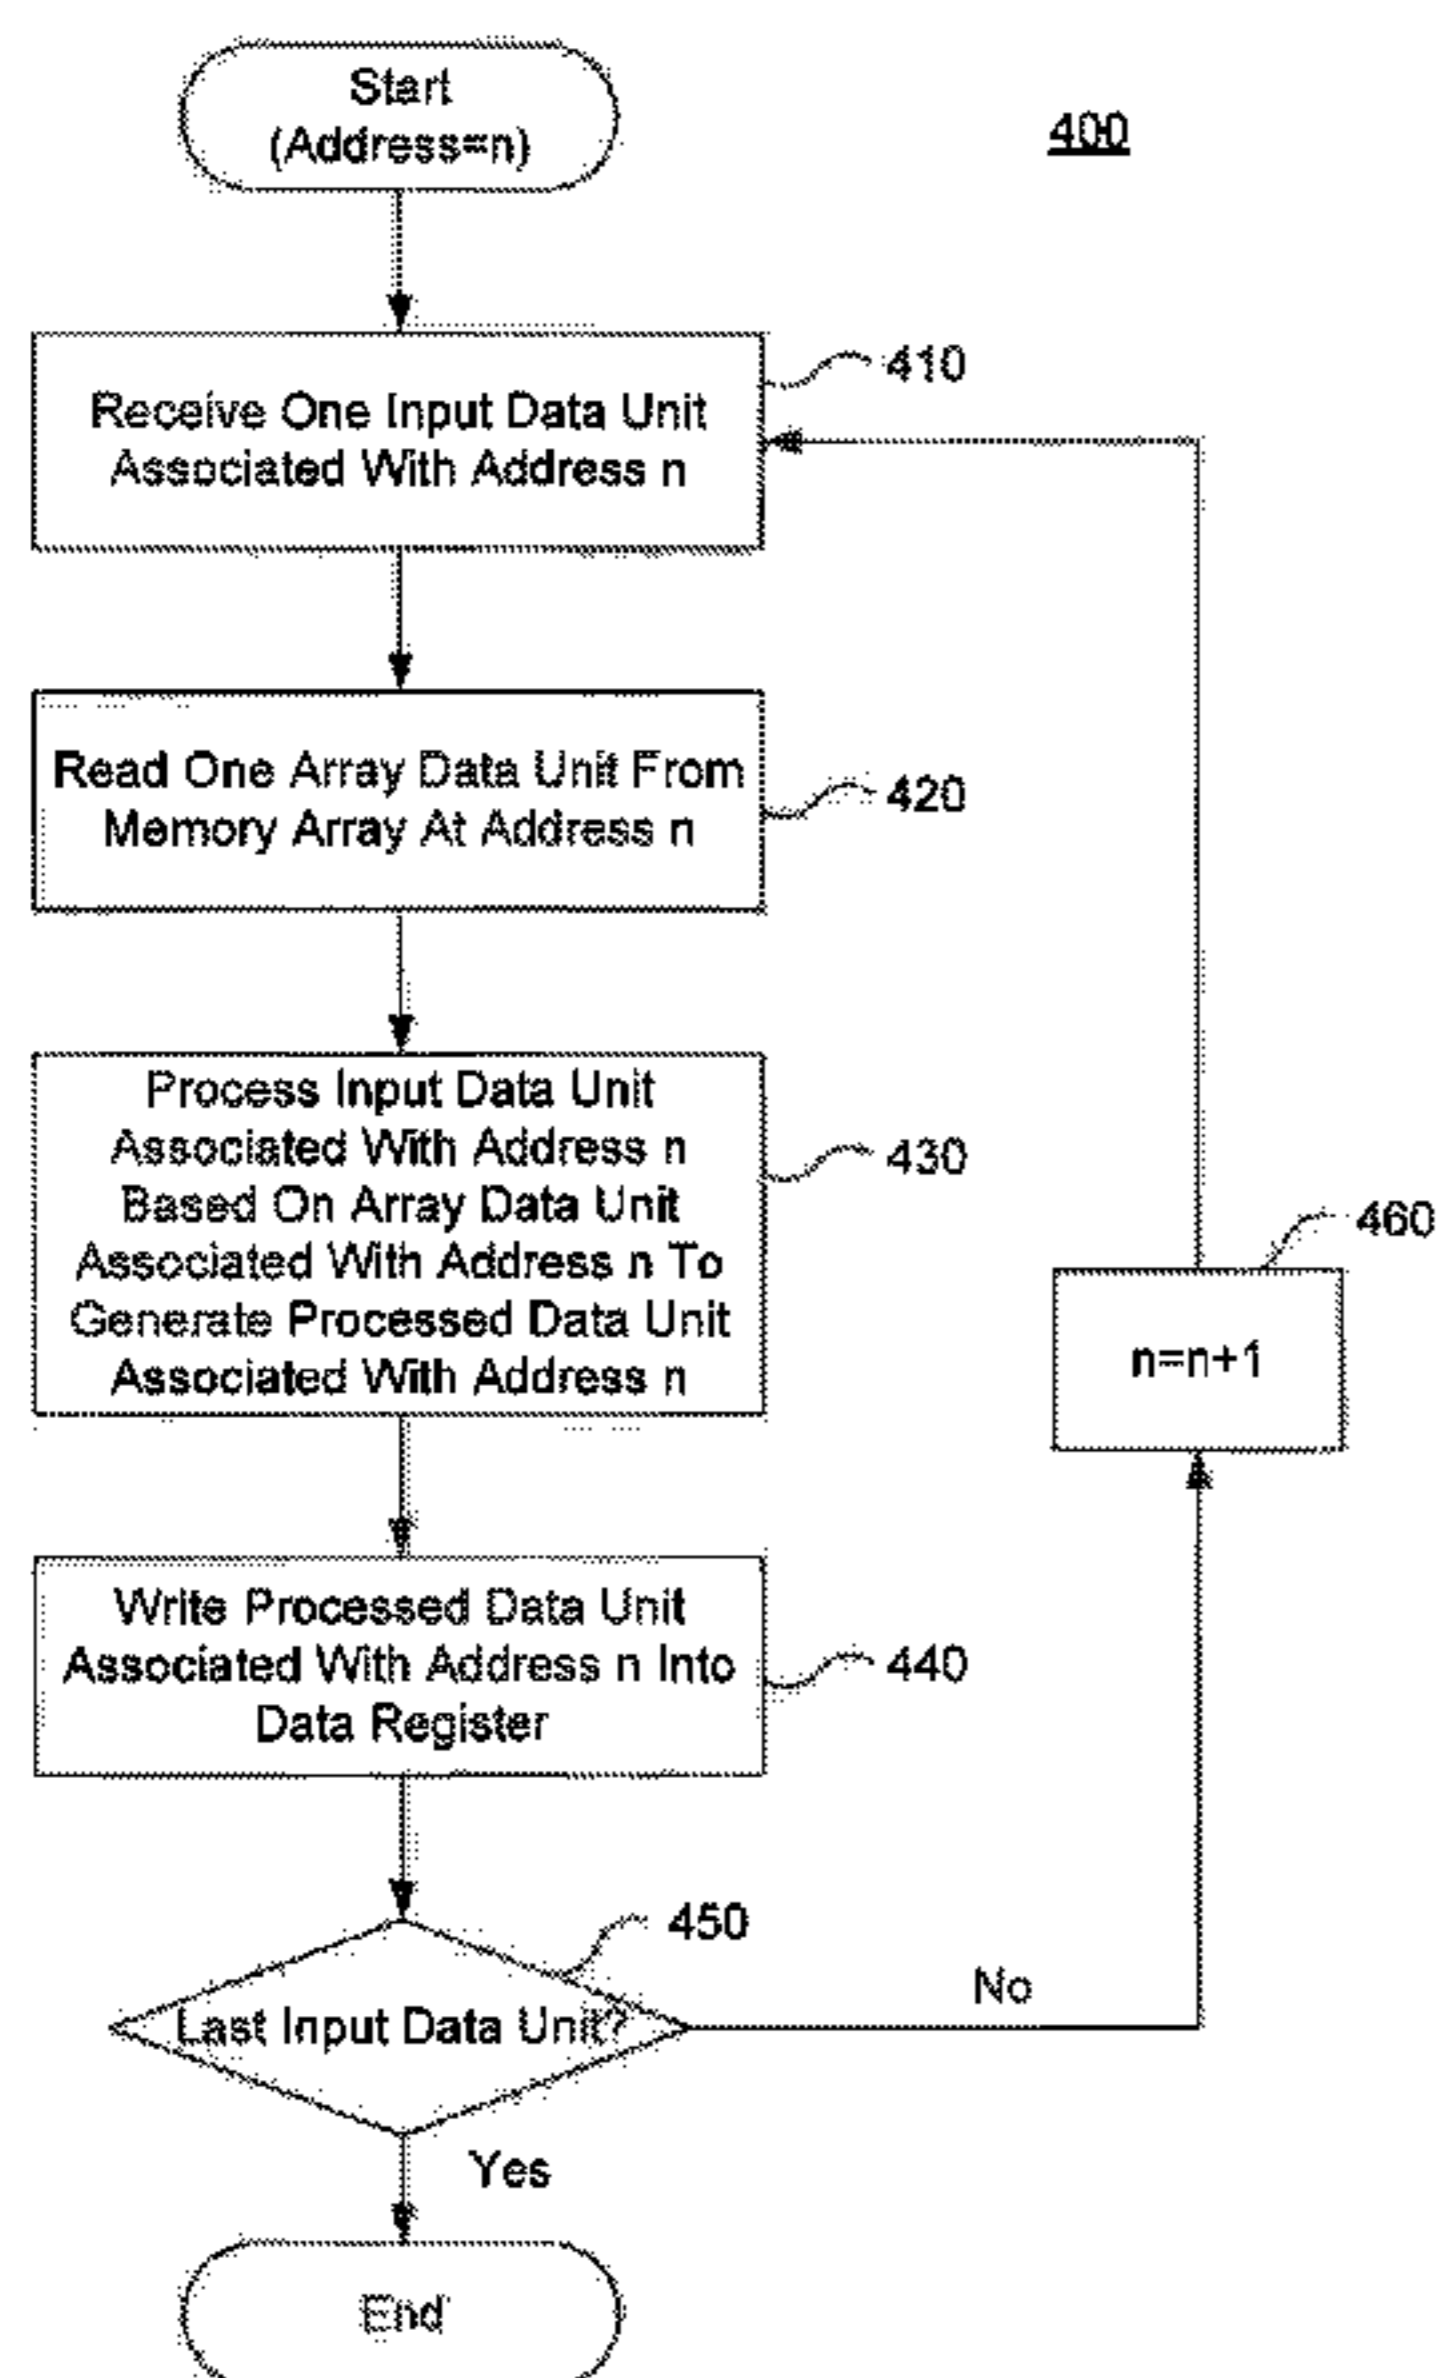 Start
(Address=n)
400
Receive One Input Data Unit
Associated With Address n
410
Read One Array Data Unit From
Memory Array At Address n
420
Process Input Data Unit
Associated With Address n
Based On Array Data Unit
Associated With Address n To
Generate Processed Data Unit
Associated With Address n
430
460
n=n+1
Write Processed Data Unit
Associated With Address n Into
Data Register
440
450
Last Input Data Unit?
No
Yes
End